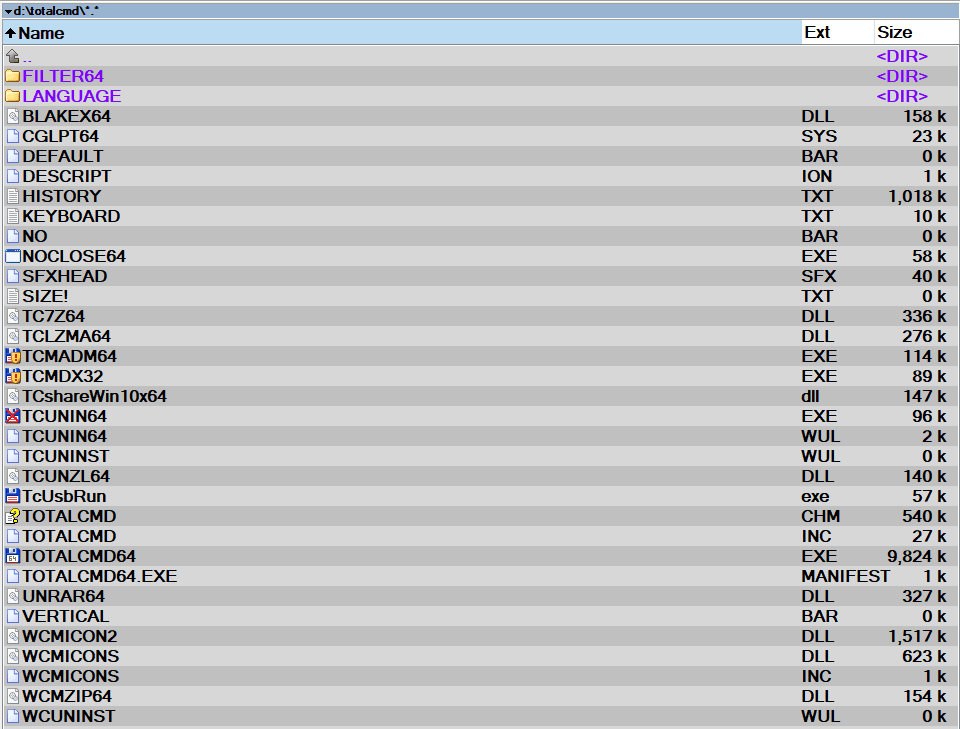 d:\totalcmd\*.*
Name Ext Size
.. <DIR>
FILTER64 <DIR>
LANGUAGE <DIR>
BLAKEX64 DLL 158 k
CGLPT64 SYS 23 k
DEFAULT BAR 0 k
DESCRIPT ION 1 k
HISTORY TXT 1,018 k
KEYBOARD TXT 10 k
NO BAR 0 k
NOCLOSE64 EXE 58 k
SFXHEAD SFX 40 k
SIZE! TXT 0 k
TC7Z64 DLL 336 k
TCLZMA64 DLL 276 k
TCMADM64 EXE 114 k
TCMDX32 EXE 89 k
TCshareWin10x64 dll 147 k
TCUNIN64 EXE 96 k
TCUNIN64 WUL 2 k
TCUNINST WUL 0 k
TCUNZL64 DLL 140 k
TcUsbRun exe 57 k
TOTALCMD CHM 540 k
TOTALCMD INC 27 k
TOTALCMD64 EXE 9,824 k
TOTALCMD64.EXE MANIFEST 1 k
UNRAR64 DLL 327 k
VERTICAL BAR 0 k
WCMICON2 DLL 1,517 k
WCMICONS DLL 623 k
WCMICONS INC 1 k
WCMZIP64 DLL 154 k
WCUNINST WUL 0 k